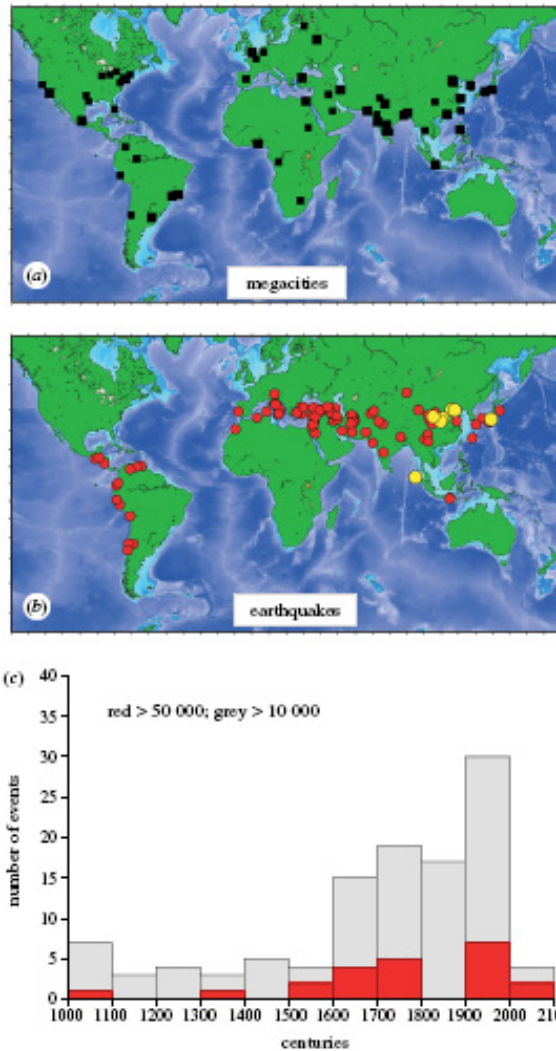 (a)
megacities
(b)
earthquakes
(c)
red > 50 000; grey > 10 000
number of events
40
35
30
25
20
15
10
5
0
1000 1100 1200 1300 1400 1500 1600 1700 1800 1900 2000 210
centuries